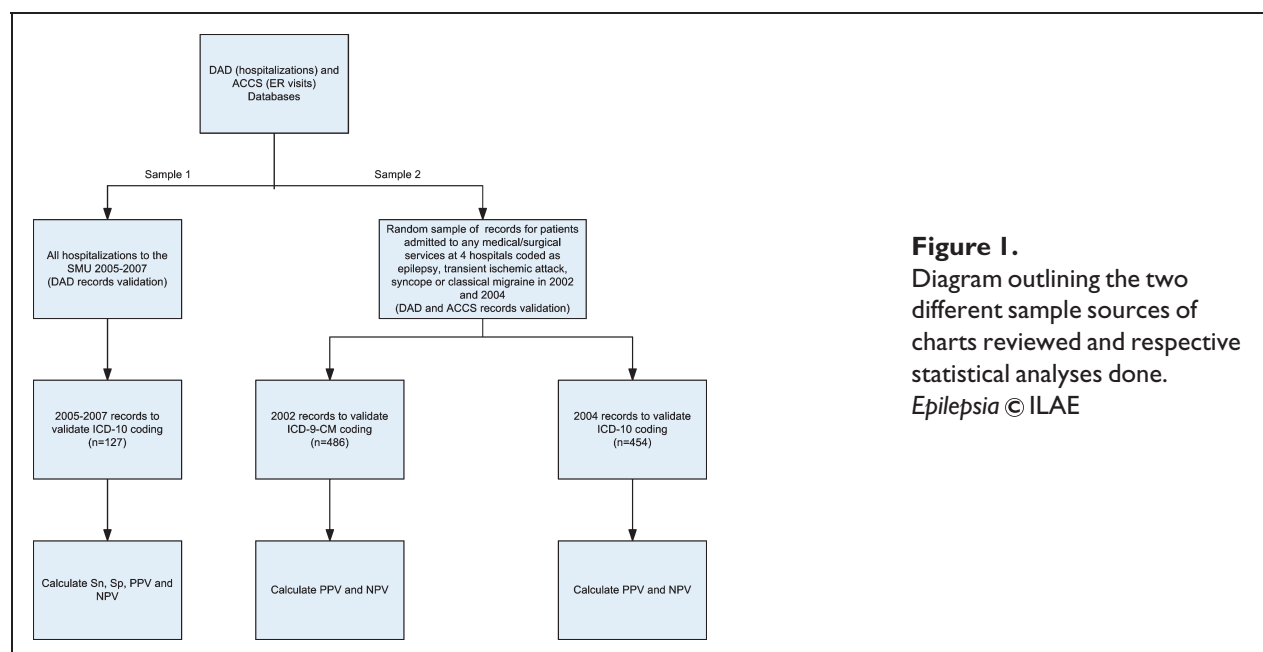 DAD (hospitalizations) and
ACCS (ER visits)
Databases
Sample 1
Sample 2
All hospitalizations to the
SMU 2005-2007
(DAD records validation)
Random sample of records for patients
admitted to any medical/surgical
services at 4 hospitals coded as
epilepsy, transient ischemic attack,
syncope or classical migraine in 2002
and 2004
(DAD and ACCS records validation)
2005-2007 records to
validate ICD-10 coding
(n=127)
2002 records to validate
ICD-9-CM coding
(n=486)
2004 records to validate
ICD-10 coding
(n=454)
Calculate Sn, Sp, PPV and
NPV
Calculate PPV and NPV
Calculate PPV and NPV
Figure 1.
Diagram outlining the two
different sample sources of
charts reviewed and respective
statistical analyses done.
Epilepsia © ILAE